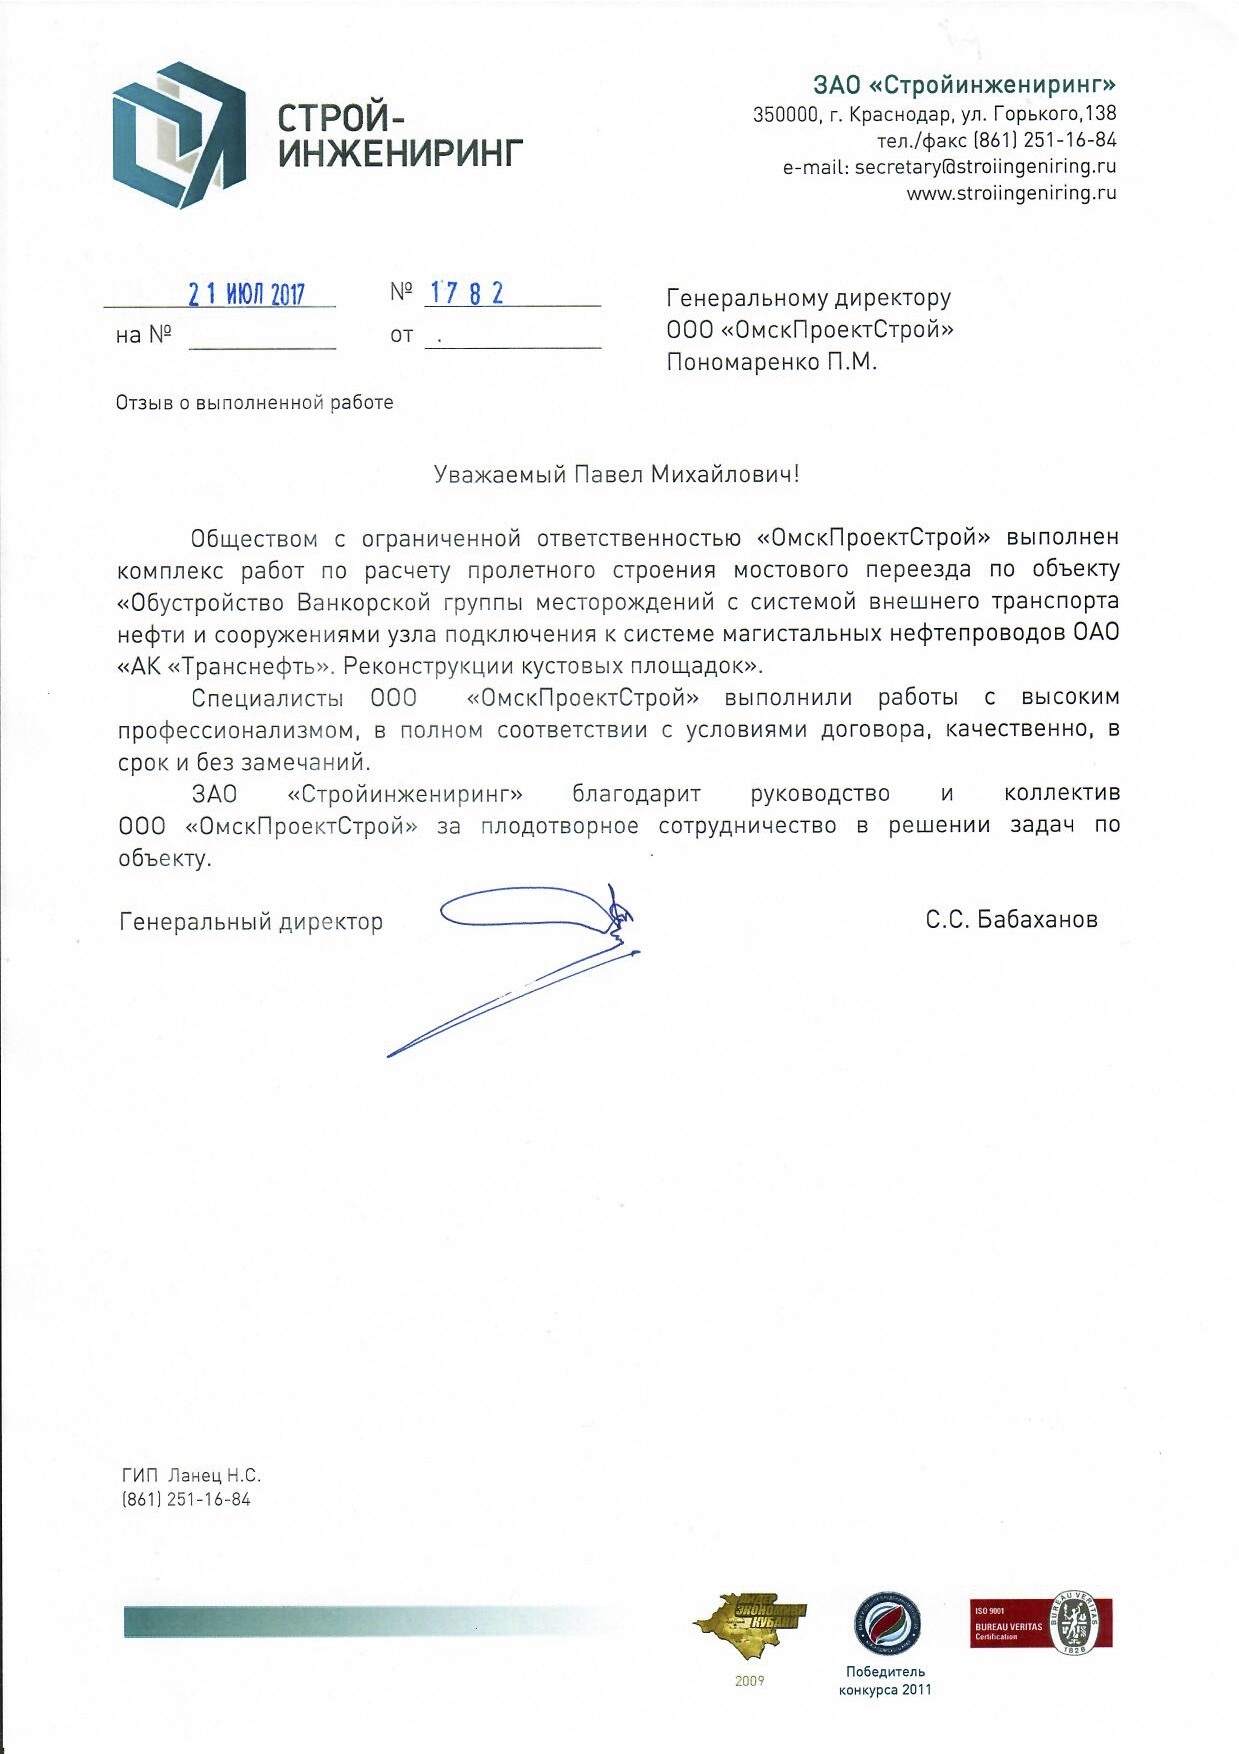 СТРОЙ-
ИНЖЕНИРИНГ
ЗАО «Стройинжениринг»
350000, г. Краснодар, ул. Горького,138
тел./факс (861) 251-16-84
e-mail: secretary@stroiingeniring.ru
www.stroiingeniring.ru
21 ИЮЛ 2017 № 1782
на № от .
Генеральному директору
ООО «ОмскПроектСтрой»
Пономаренко П.М.
Отзыв о выполненной работе
Уважаемый Павел Михайлович!
Обществом с ограниченной ответственностью «ОмскПроектСтрой» выполнен
комплекс работ по расчету пролетного строения мостового переезда по объекту
«Обустройство Ванкорской группы месторождений с системой внешнего транспорта
нефти и сооружениями узла подключения к системе магистальных нефтепроводов ОАО
«АК «Транснефть». Реконструкции кустовых площадок».
Специалисты ООО «ОмскПроектСтрой» выполнили работы с высоким
профессионализмом, в полном соответствии с условиями договора, качественно, в
срок и без замечаний.
ЗАО «Стройинжениринг» благодарит руководство и коллектив
ООО «ОмскПроектСтрой» за плодотворное сотрудничество в решении задач по
объекту.
Генеральный директор С.С. Бабаханов
ГИП Ланец Н.С.
(861) 251-16-84
ЛИДЕР
ЭКОНОМИКИ
КУБАНИ
2009
Победитель
конкурса 2011
ISO 9001
BUREAU VERITAS
Certification
BUREAU VERITAS
1828